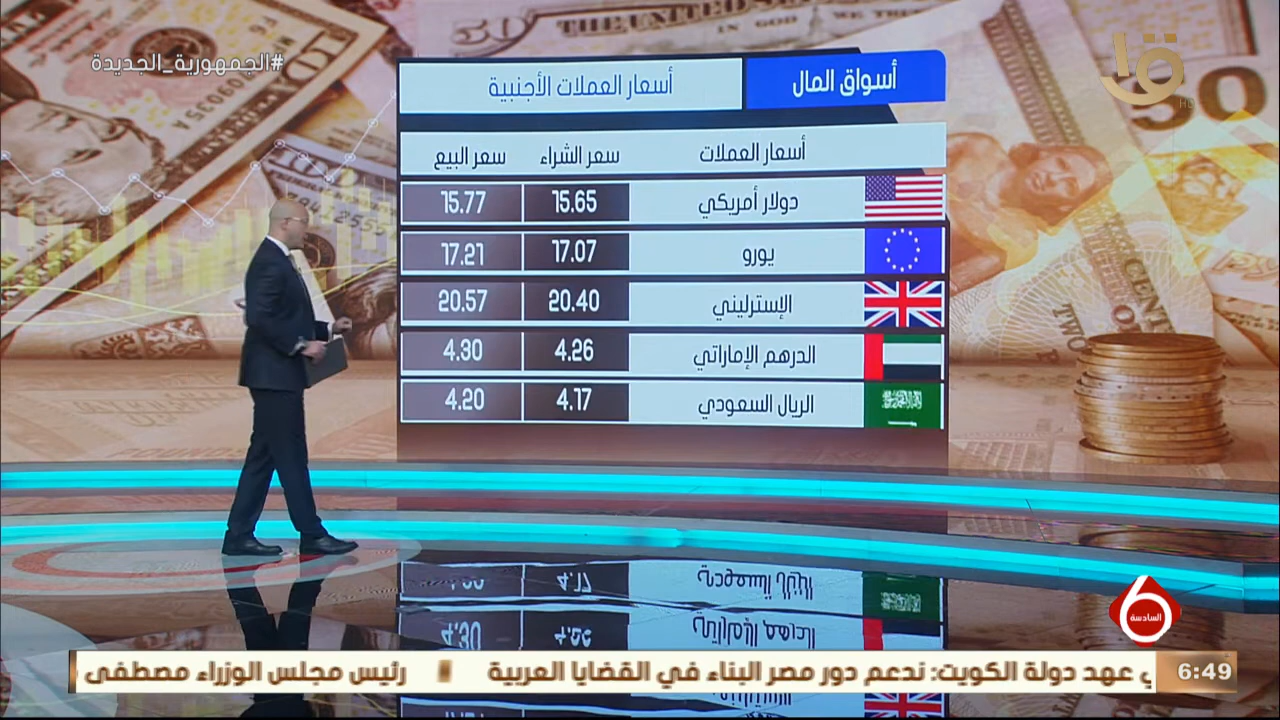 #الجمهورية_الجديدة
HD
أسواق المال
أسعار العملات الأجنبية
أسعار العملات سعر الشراء سعر البيع
دولار أمريكي 15.65 15.77
يورو 17.07 17.21
الإسترليني 20.40 20.57
الدرهم الإماراتي 4.26 4.30
الريال السعودي 4.17 4.20
السادسة
6:49
عهد دولة الكويت: ندعم دور مصر البناء في القضايا العربية
رئيس مجلس الوزراء مصطفى